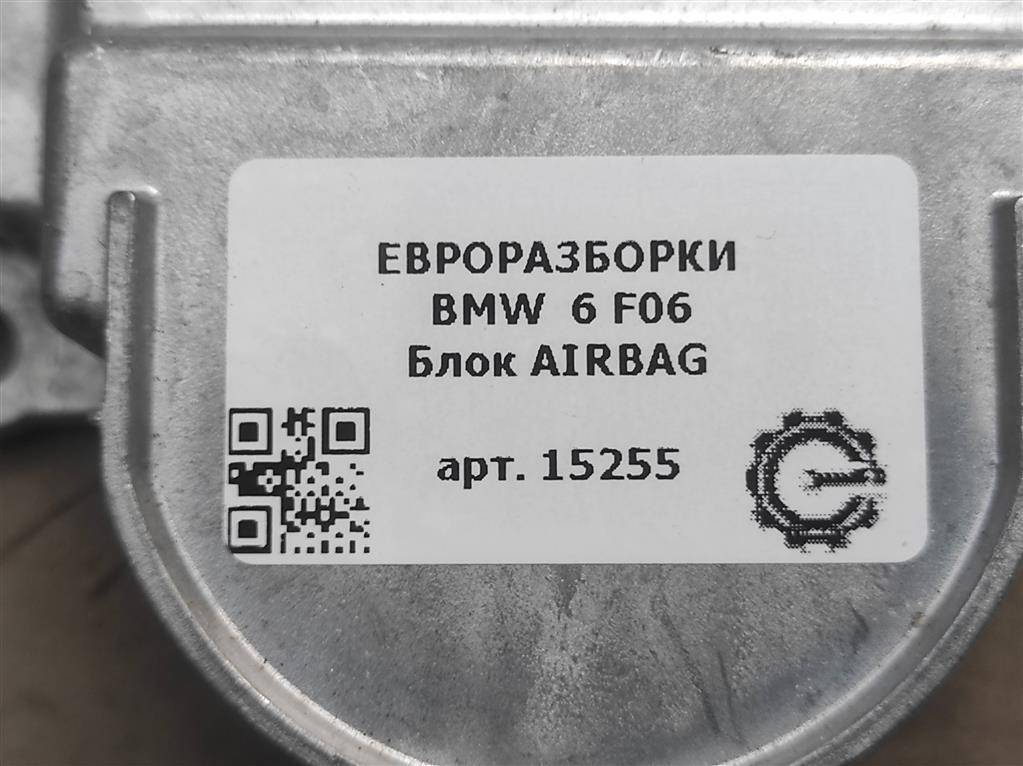 ЕВРОРАЗБОРКИ
BMW 6 F06
Блок AIRBAG
арт. 15255